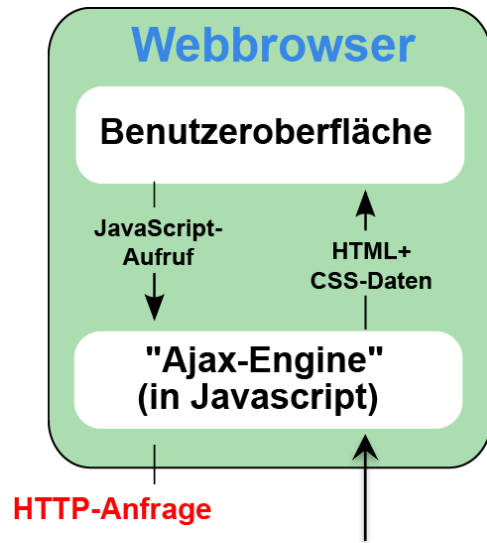 Webbrowser
Benutzeroberfläche
JavaScript-
Aufruf
HTML+
CSS-Daten
"Ajax-Engine"
(in Javascript)
HTTP-Anfrage